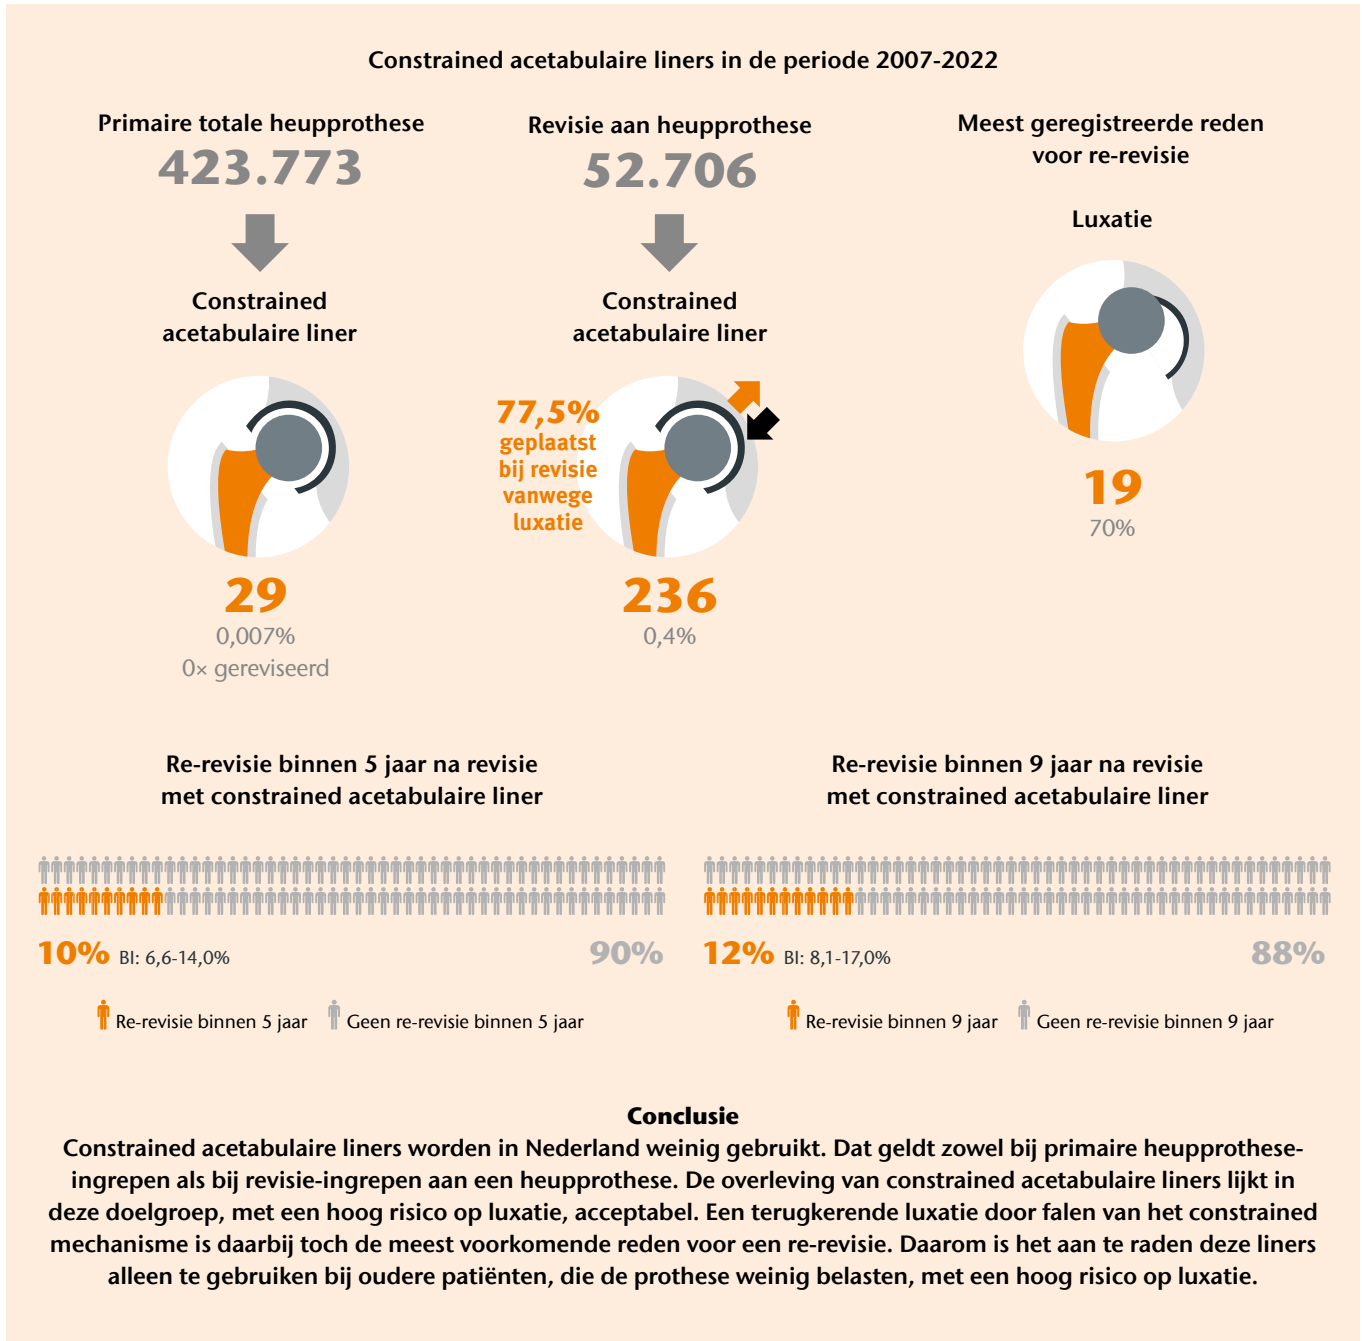 Constrained acetabulaire liners in de periode 2007-2022
Primaire totale heupprothese
423.773
Constrained
acetabulaire liner
29
0,007%
0× gereviseerd
Revisie aan heupprothese
52.706
Constrained
acetabulaire liner
77,5%
geplaatst
bij revisie
vanwege
luxatie
236
0,4%
Meest geregistreerde reden
voor re-revisie
Luxatie
19
70%
Re-revisie binnen 5 jaar na revisie
met constrained acetabulaire liner
10% BI: 6,6-14,0% 90%
Re-revisie binnen 5 jaar Geen re-revisie binnen 5 jaar
Re-revisie binnen 9 jaar na revisie
met constrained acetabulaire liner
12% BI: 8,1-17,0% 88%
Re-revisie binnen 9 jaar Geen re-revisie binnen 9 jaar
Conclusie
Constrained acetabulaire liners worden in Nederland weinig gebruikt. Dat geldt zowel bij primaire heupprothese-
ingrepen als bij revisie-ingrepen aan een heupprothese. De overleving van constrained acetabulaire liners lijkt in
deze doelgroep, met een hoog risico op luxatie, acceptabel. Een terugkerende luxatie door falen van het constrained
mechanisme is daarbij toch de meest voorkomende reden voor een re-revisie. Daarom is het aan te raden deze liners
alleen te gebruiken bij oudere patiënten, die de prothese weinig belasten, met een hoog risico op luxatie.